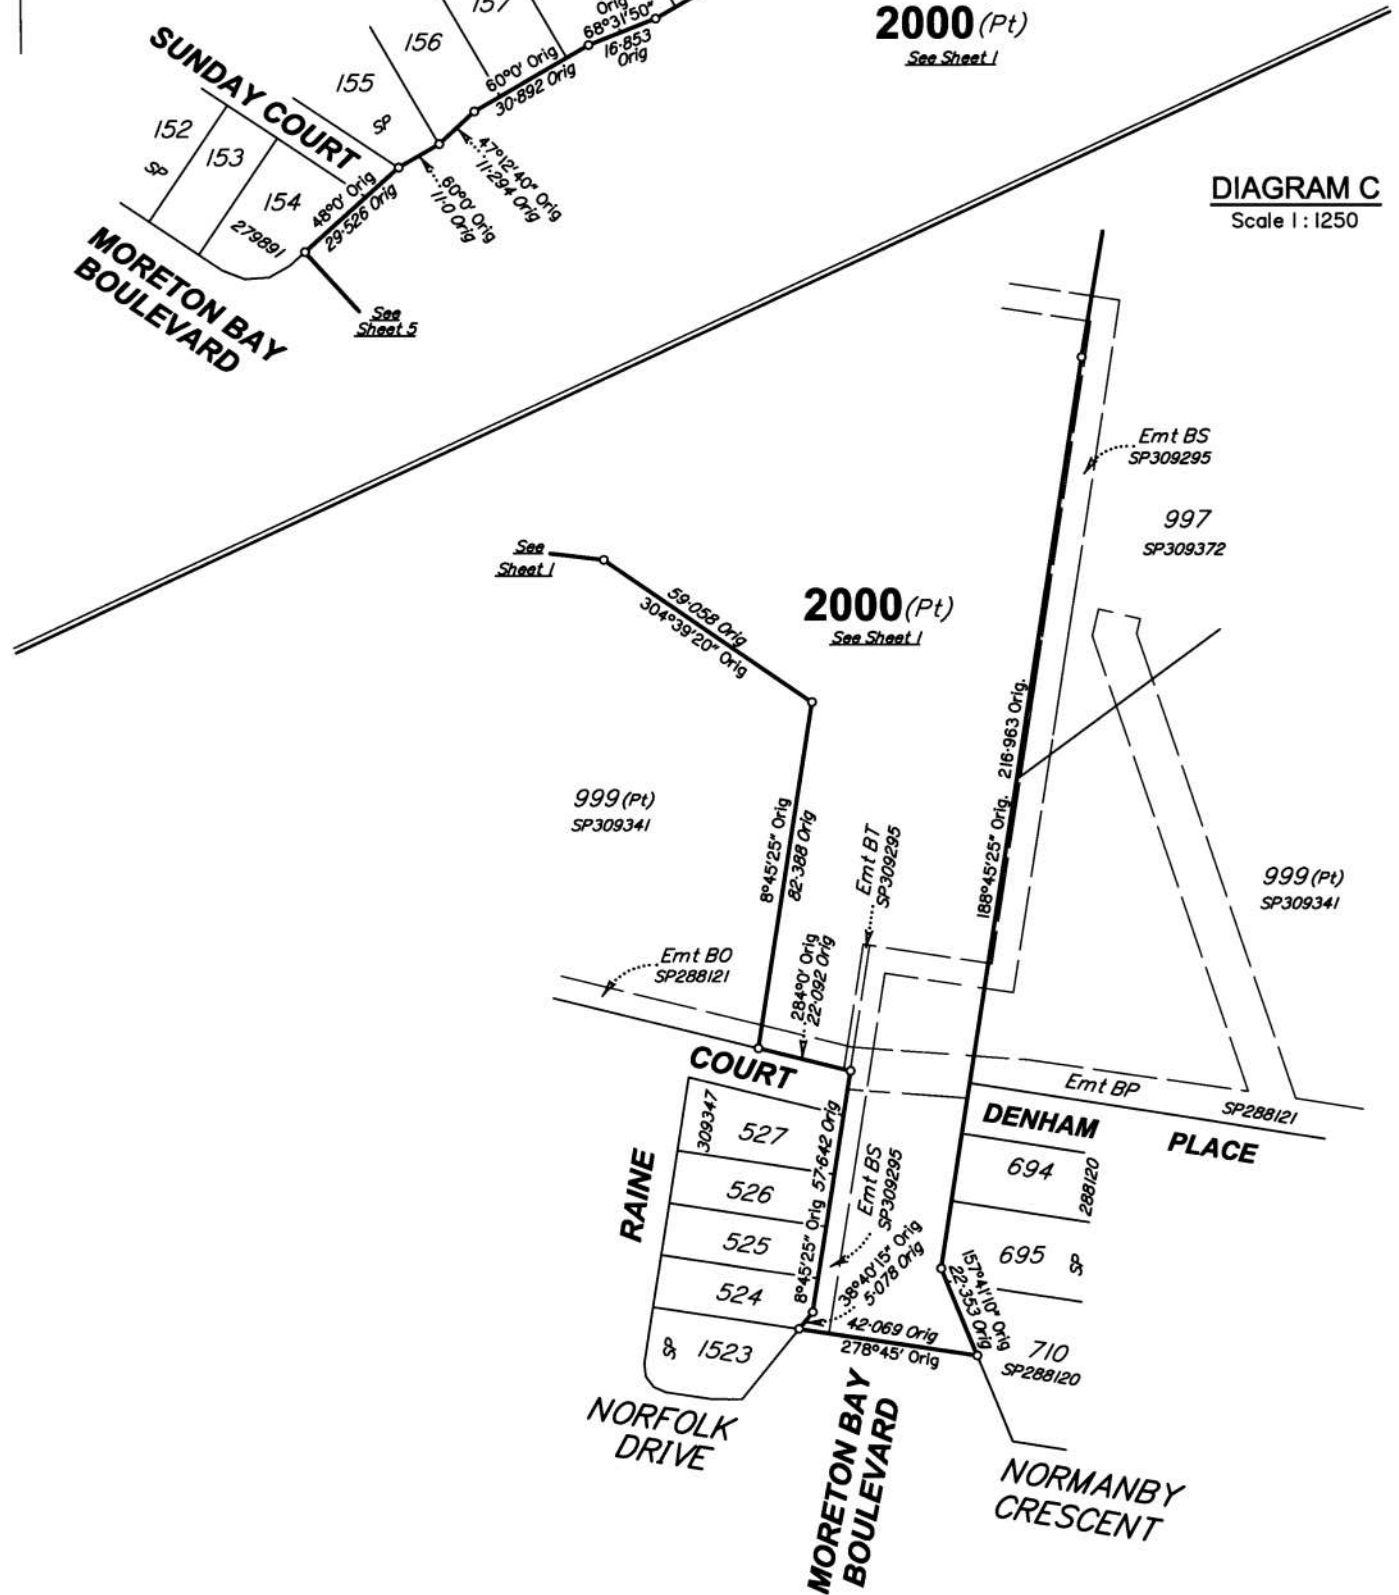 157
Orig
68°31'50"
16·853
Orig
2000 (Pt)
See Sheet 1
156
60°0' Orig
30·892 Orig
SUNDAY COURT
155
SP
152
SP
153
154
279891
48°0' Orig
29·526 Orig
47°12'40" Orig
11·294 Orig
60°0' Orig
11·0 Orig
MORETON BAY
BOULEVARD
See
Sheet 5
DIAGRAM C
Scale 1 : 1250
Emt BS
SP309295
997
SP309372
See
Sheet 1
59·058 Orig
304°39'20" Orig
2000 (Pt)
See Sheet 1
188°45'25" Orig. 216·963 Orig.
999 (Pt)
SP309341
8°45'25" Orig
82·388 Orig
Emt BT
SP309295
999 (Pt)
SP309341
Emt BO
SP288121
284°0' Orig
22·092 Orig
COURT
Emt BP
SP288121
DENHAM
PLACE
309347
527
RAINE
526
525
524
SP
1523
8°45'25" Orig 57·642 Orig
Emt BS
SP309295
38°40'15" Orig
5·078 Orig
42·069 Orig
278°45' Orig
694
288120
695
SP
157°41'10" Orig
22·353 Orig
710
SP288120
NORFOLK
DRIVE
MORETON BAY
BOULEVARD
NORMANBY
CRESCENT